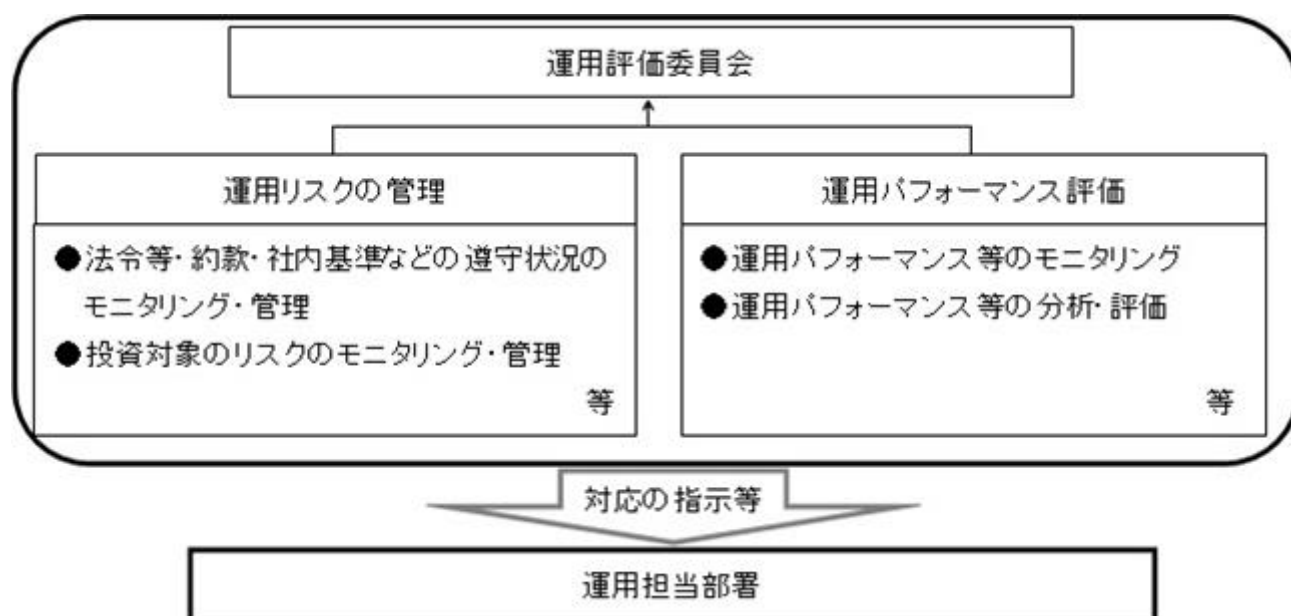 運用評価委員会
運用リスクの管理
●法令等・約款・社内基準などの遵守状況の
モニタリング・管理
●投資対象のリスクのモニタリング・管理
等
運用パフォーマンス評価
●運用パフォーマンス等のモニタリング
●運用パフォーマンス等の分析・評価
等
対応の指示等
運用担当部署